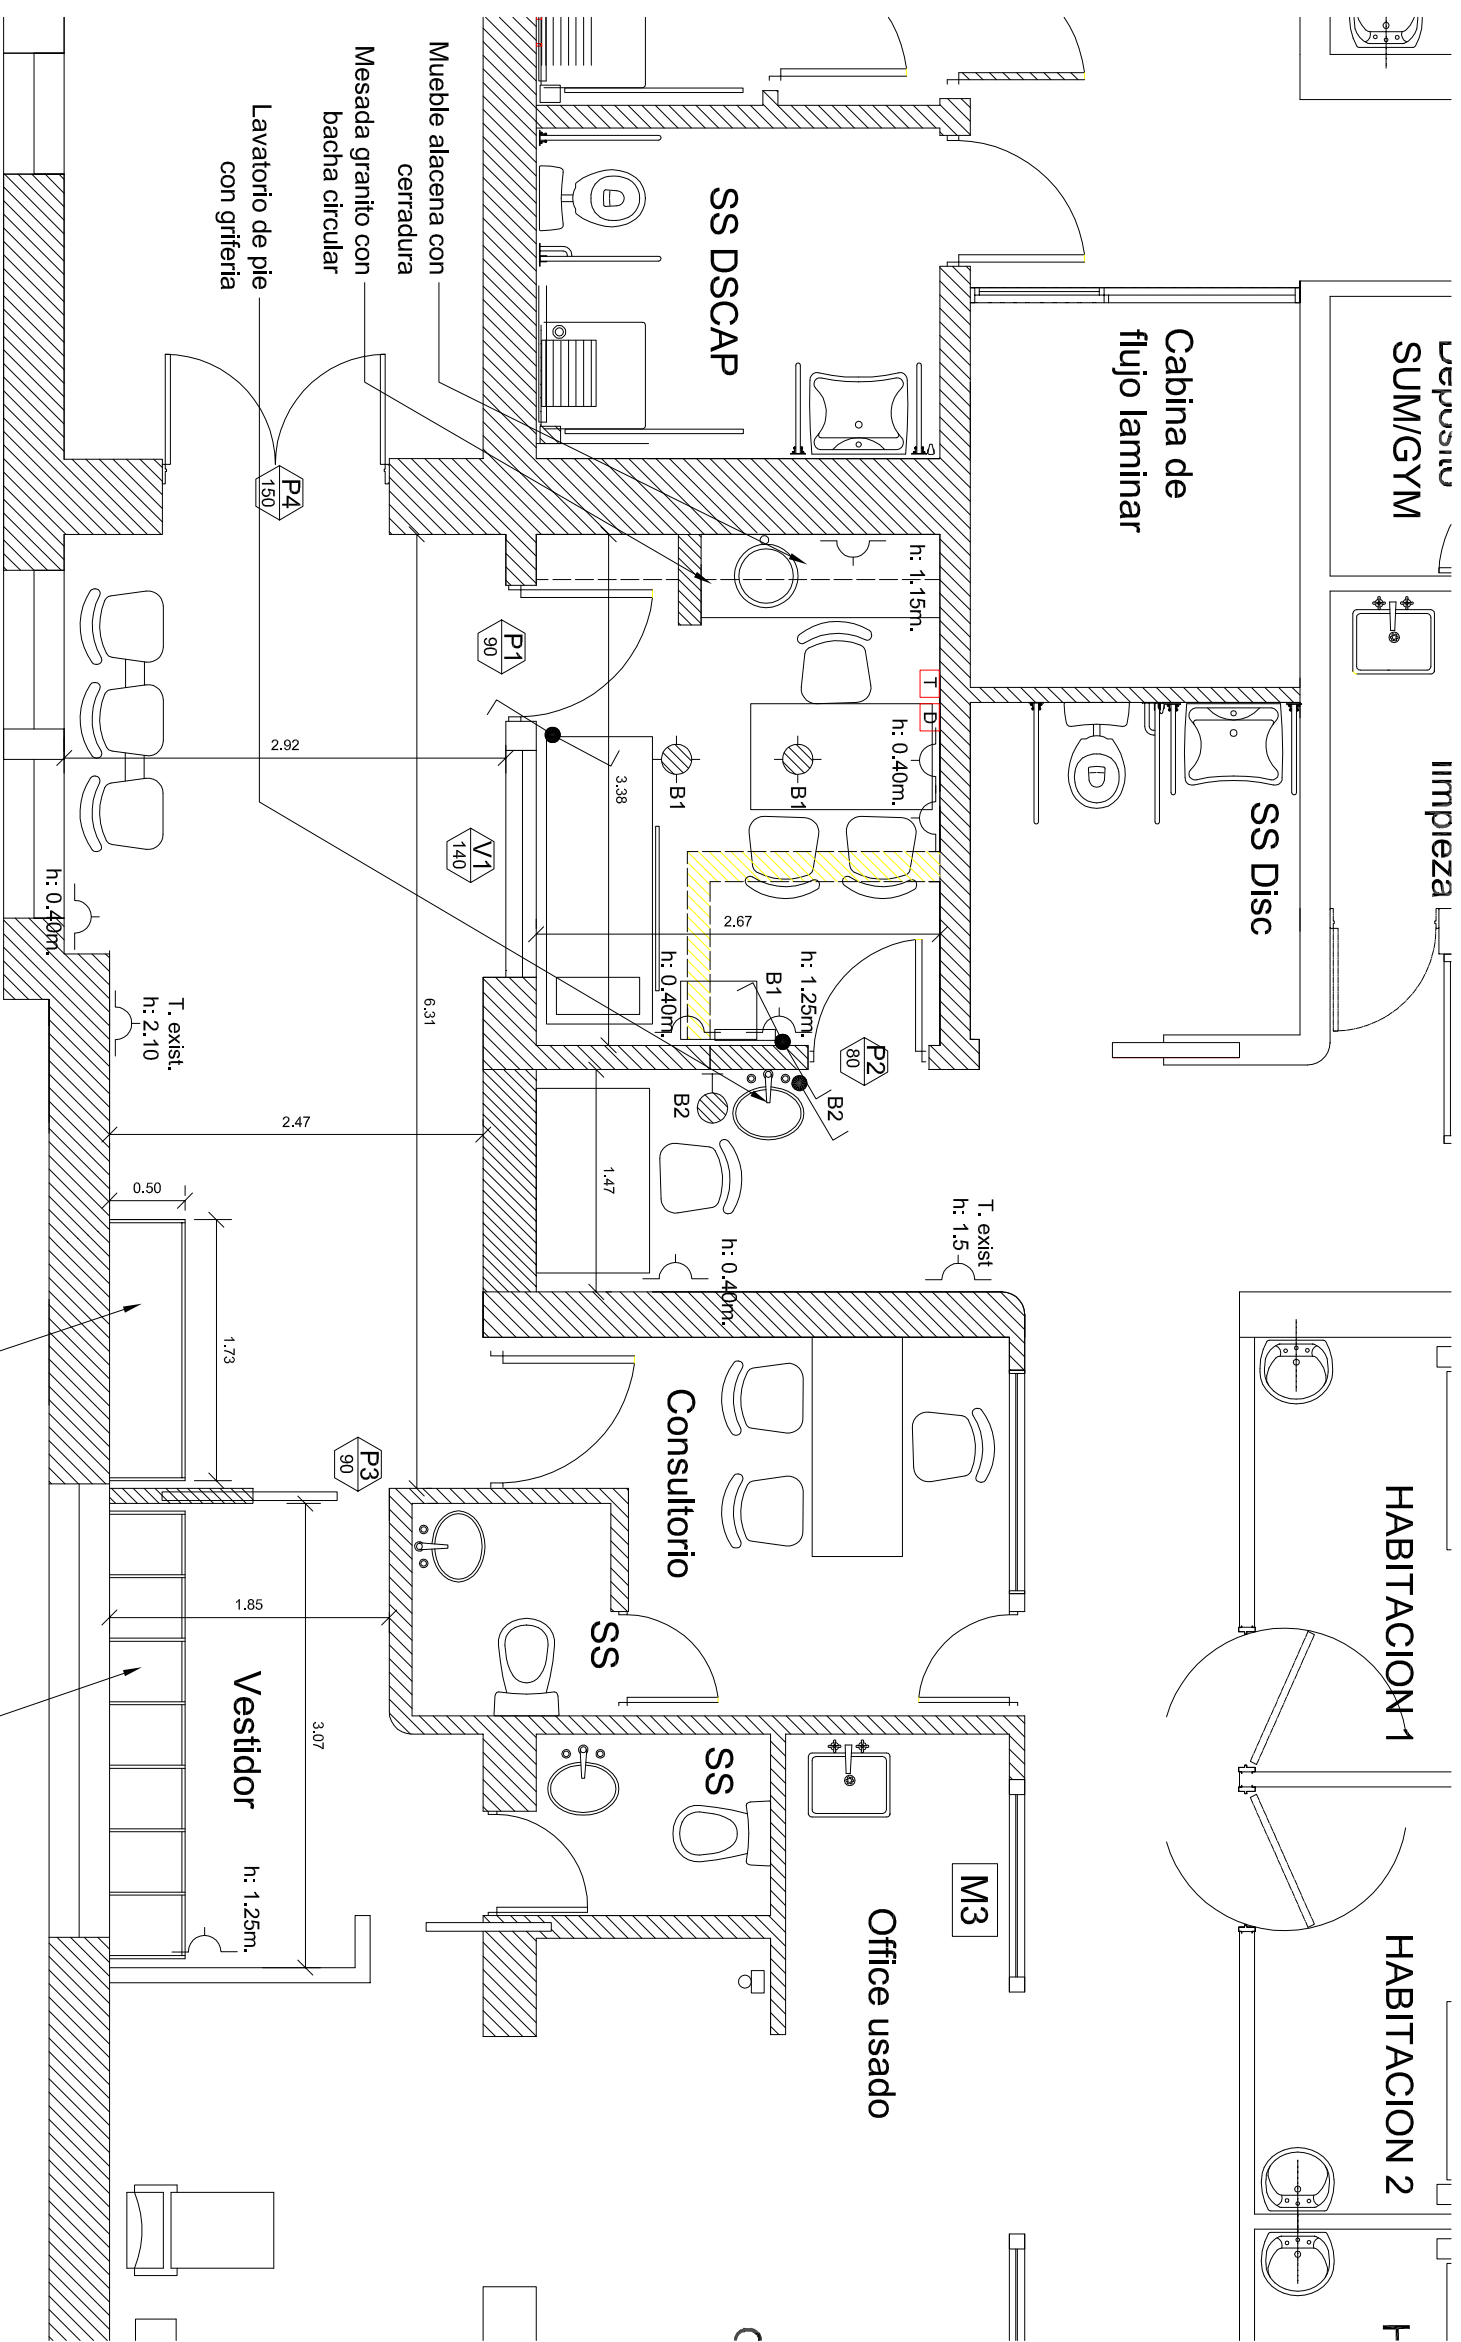 Deposito
SUM/GYM
limpieza
Cabina de
flujo laminar
SS Disc
HABITACION 1
HABITACION 2
SS DSCAP
Mueble alacena con
cerradura
Mesada granito con
bacha circular
Lavatorio de pie
con griferia
P4
150
P1
90
V1
140
P2
80
P3
90
h: 1.15m.
T
D
h: 0.40m.
B1
B1
3.38
2.92
2.67
h: 1.25m.
B1
h: 0.40m.
B2
B2
h: 0.40m.
T. exist.
h: 2.10
6.31
2.47
1.47
T. exist
h: 1.5
h: 0.40m.
0.50
1.73
Consultorio
SS
SS
M3
Office usado
1.85
3.07
Vestidor
h: 1.25m.